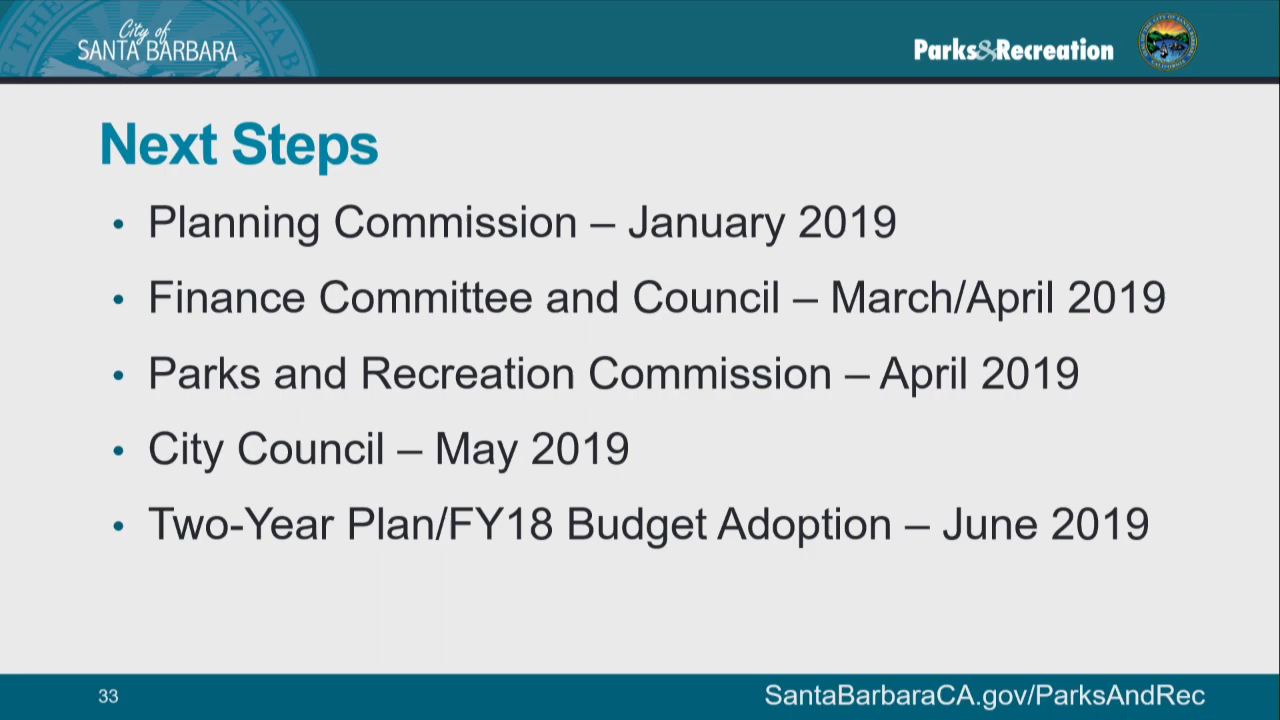 City of
SANTA BARBARA
Parks&Recreation
Next Steps
• Planning Commission – January 2019
• Finance Committee and Council – March/April 2019
• Parks and Recreation Commission – April 2019
• City Council – May 2019
• Two-Year Plan/FY18 Budget Adoption – June 2019
33
SantaBarbaraCA.gov/ParksAndRec